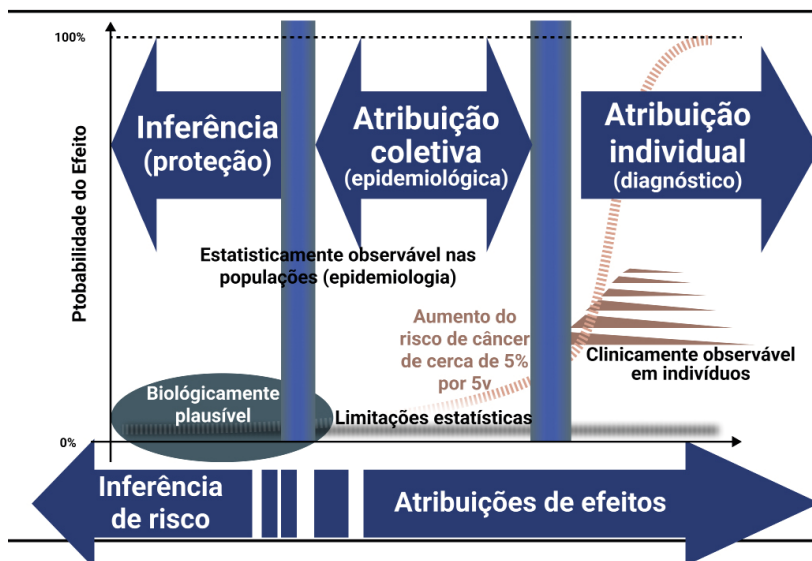 100%
Inferência
(proteção)
Atribuição
coletiva
(epidemiológica)
Atribuição
individual
(diagnóstico)
Ptobabilidade do Efeito
Estatisticamente observável nas
populações (epidemiologia)
Aumento do
risco de câncer
de cerca de 5%
por 5v
Clinicamente observável
em indivíduos
Biológicamente
plausível
Limitações estatísticas
0%
Inferência
de risco
Atribuições de efeitos